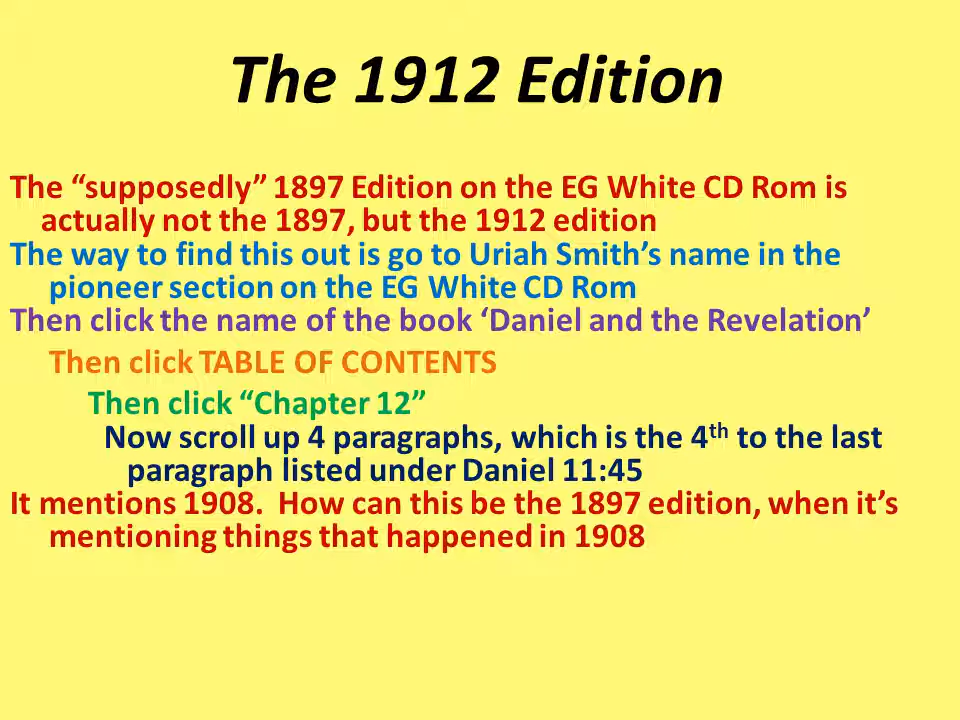 The 1912 Edition
The “supposedly” 1897 Edition on the EG White CD Rom is
actually not the 1897, but the 1912 edition
The way to find this out is go to Uriah Smith’s name in the
pioneer section on the EG White CD Rom
Then click the name of the book ‘Daniel and the Revelation’
Then click TABLE OF CONTENTS
Then click “Chapter 12”
Now scroll up 4 paragraphs, which is the 4th to the last
paragraph listed under Daniel 11:45
It mentions 1908.  How can this be the 1897 edition, when it’s
mentioning things that happened in 1908